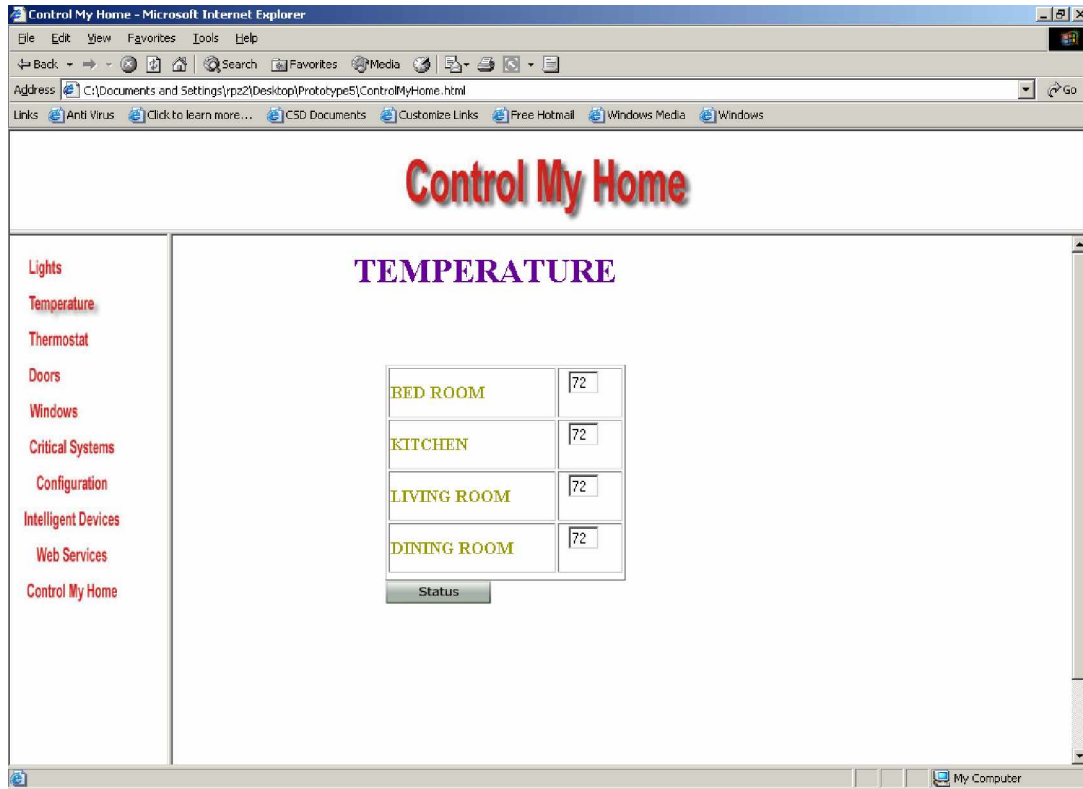 Control My Home - Microsoft Internet Explorer
File Edit View Favorites Tools Help
Back Search Favorites Media
Address C:\Documents and Settings\rpz2\Desktop\Prototype5\ControlMyHome.html Go
Links Anti Virus Click to learn more... CSD Documents Customize Links Free Hotmail Windows Media Windows
Control My Home
Lights
Temperature
Thermostat
Doors
Windows
Critical Systems
Configuration
Intelligent Devices
Web Services
Control My Home
TEMPERATURE
BED ROOM 72
KITCHEN 72
LIVING ROOM 72
DINING ROOM 72
Status
My Computer